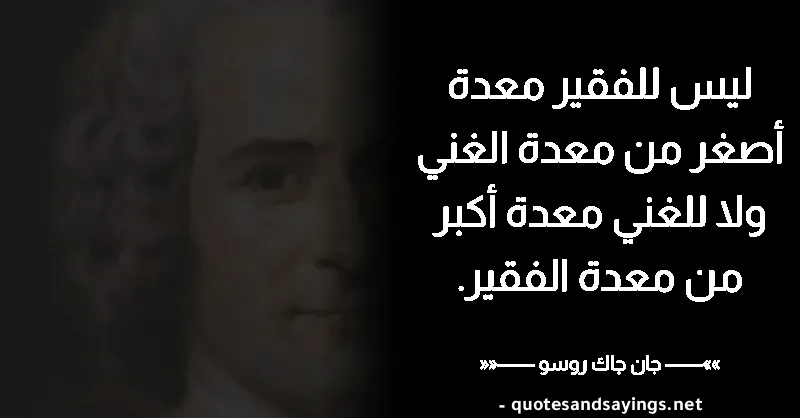 ليس للفقير معدة
أصغر من معدة الغني
ولا للغني معدة أكبر
من معدة الفقير.
»»—— جان جاك روسو ——««
- quotesandsayings.net